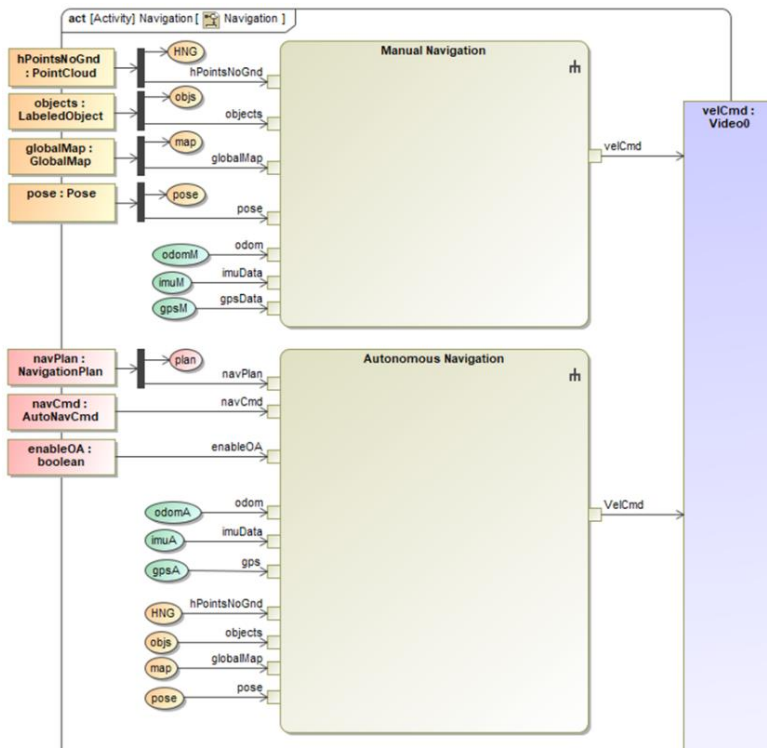 act [Activity] Navigation [ Navigation ]
hPointsNoGnd
: PointCloud
HNG
hPointsNoGnd
Manual Navigation
objects :
LabeledObject
objs
objects
velCmd :
Video0
globalMap :
GlobalMap
map
globalMap
velCmd
pose : Pose
pose
pose
odomM
odom
imuM
imuData
gpsM
gpsData
navPlan :
NavigationPlan
plan
navPlan
Autonomous Navigation
navCmd :
AutoNavCmd
navCmd
enableOA :
boolean
enableOA
odomA
odom
VelCmd
imuA
imuData
gpsA
gps
HNG
hPointsNoGnd
objs
objects
map
globalMap
pose
pose